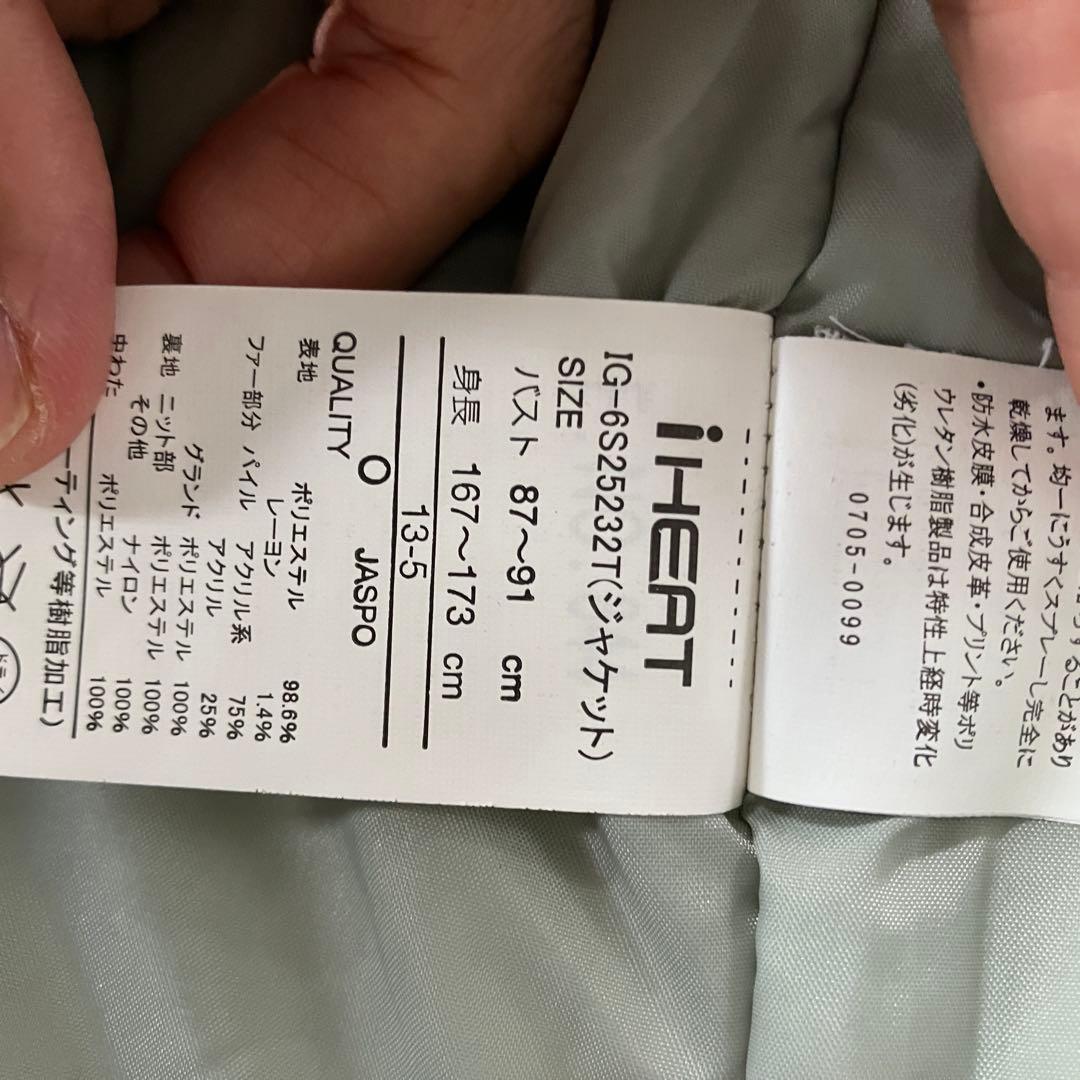 iHEAT
IG-6S25232T(ジャケット)
SIZE
バスト 87～91 cm
身長 167～173 cm
13-5
O JASPO
QUALITY
表地 ポリエステル 98.6%
レーヨン 1.4%
ファー部分 パイル アクリル系 75%
アクリル 25%
グランド ポリエステル 100%
裏地 ニット部 ポリエステル 100%
その他 ナイロン 100%
中わた ポリエステル 100%
ーティング等樹脂加工)
ます。均一にうすくスプレーし完全に
乾燥してからご使用ください。
・防水皮膜・合成皮革・プリント等ポリ
ウレタン樹脂製品は特性上経時変化
(劣化)が生じます。
0705-0099